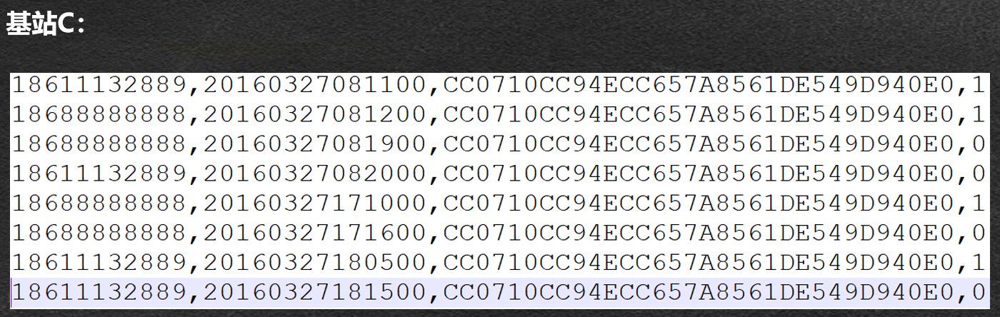 基站C：
18611132889,20160327081100,CC0710CC94ECC657A8561DE549D940E0,1
18688888888,20160327081200,CC0710CC94ECC657A8561DE549D940E0,1
18688888888,20160327081900,CC0710CC94ECC657A8561DE549D940E0,0
18611132889,20160327082000,CC0710CC94ECC657A8561DE549D940E0,0
18688888888,20160327171000,CC0710CC94ECC657A8561DE549D940E0,1
18688888888,20160327171600,CC0710CC94ECC657A8561DE549D940E0,0
18611132889,20160327180500,CC0710CC94ECC657A8561DE549D940E0,1
18611132889,20160327181500,CC0710CC94ECC657A8561DE549D940E0,0